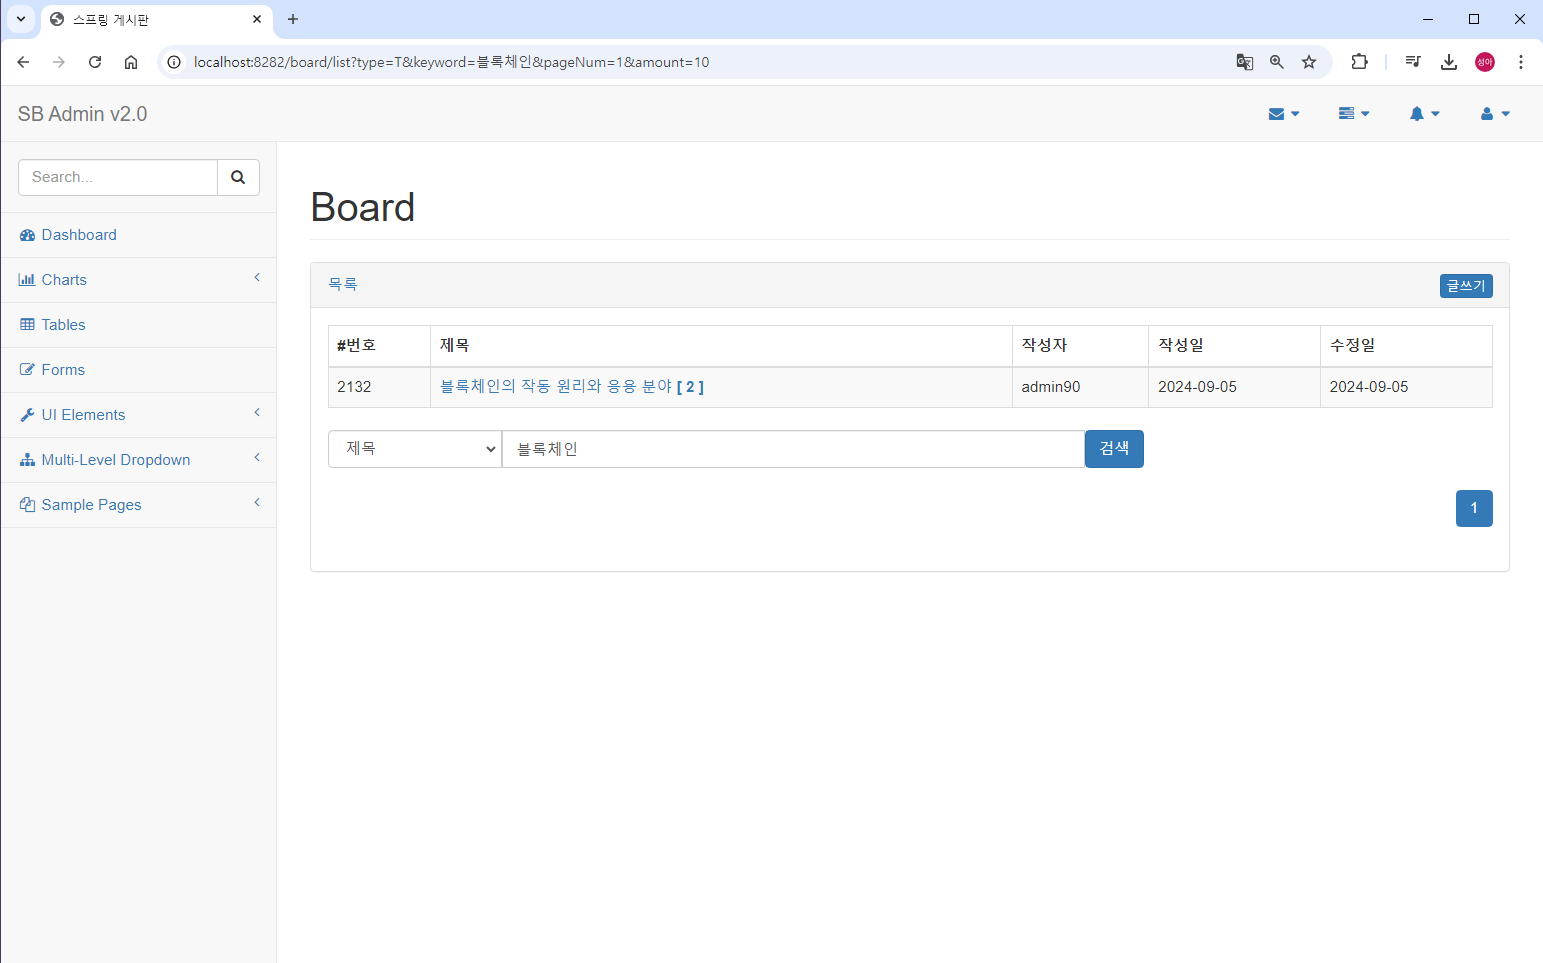 스프링 게시판
localhost:8282/board/list?type=T&keyword=블록체인&pageNum=1&amount=10
성아
SB Admin v2.0
Search...
Dashboard
Charts
Tables
Forms
UI Elements
Multi-Level Dropdown
Sample Pages
Board
목록 글쓰기
#번호 제목 작성자 작성일 수정일
2132 블록체인의 작동 원리와 응용 분야 [ 2 ] admin90 2024-09-05 2024-09-05
제목 블록체인 검색
1